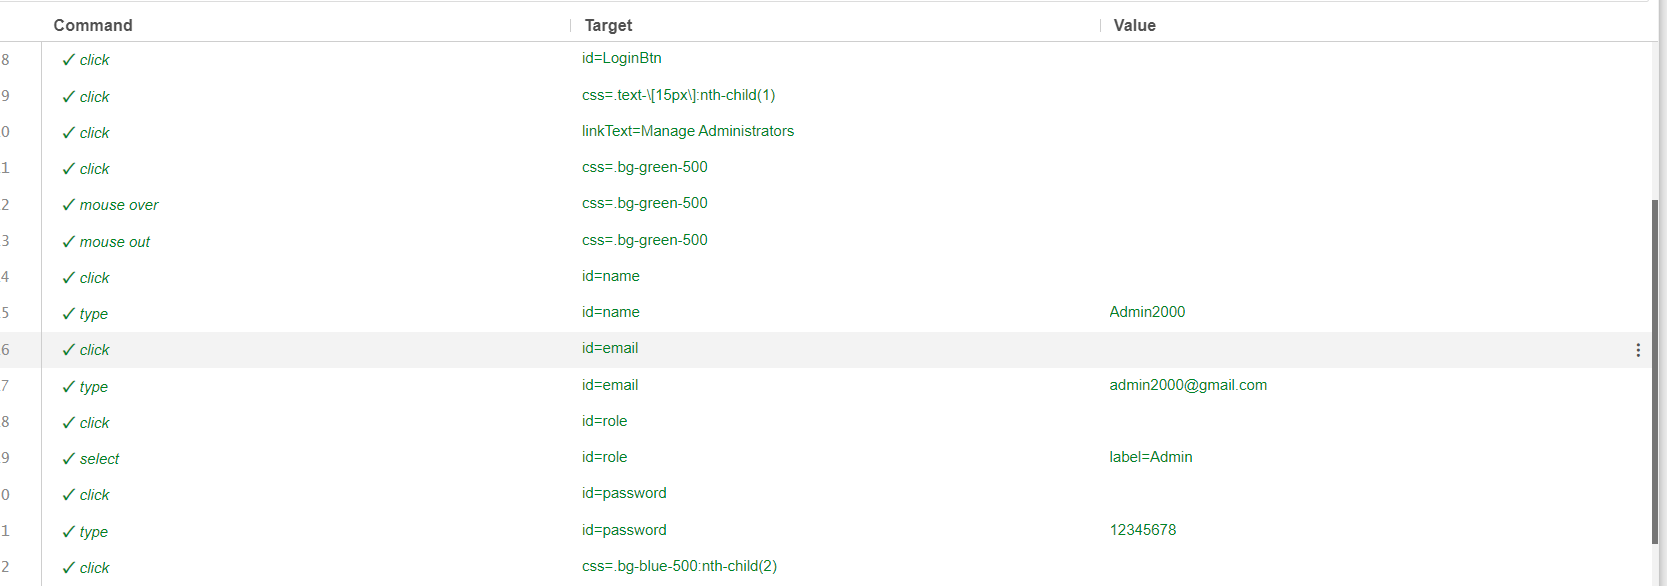 Command Target Value
8 ✓ click id=LoginBtn
9 ✓ click css=.text-\[15px\]:nth-child(1)
0 ✓ click linkText=Manage Administrators
1 ✓ click css=.bg-green-500
2 ✓ mouse over css=.bg-green-500
3 ✓ mouse out css=.bg-green-500
4 ✓ click id=name
5 ✓ type id=name Admin2000
6 ✓ click id=email
7 ✓ type id=email admin2000@gmail.com
8 ✓ click id=role
9 ✓ select id=role label=Admin
0 ✓ click id=password
1 ✓ type id=password 12345678
2 ✓ click css=.bg-blue-500:nth-child(2)